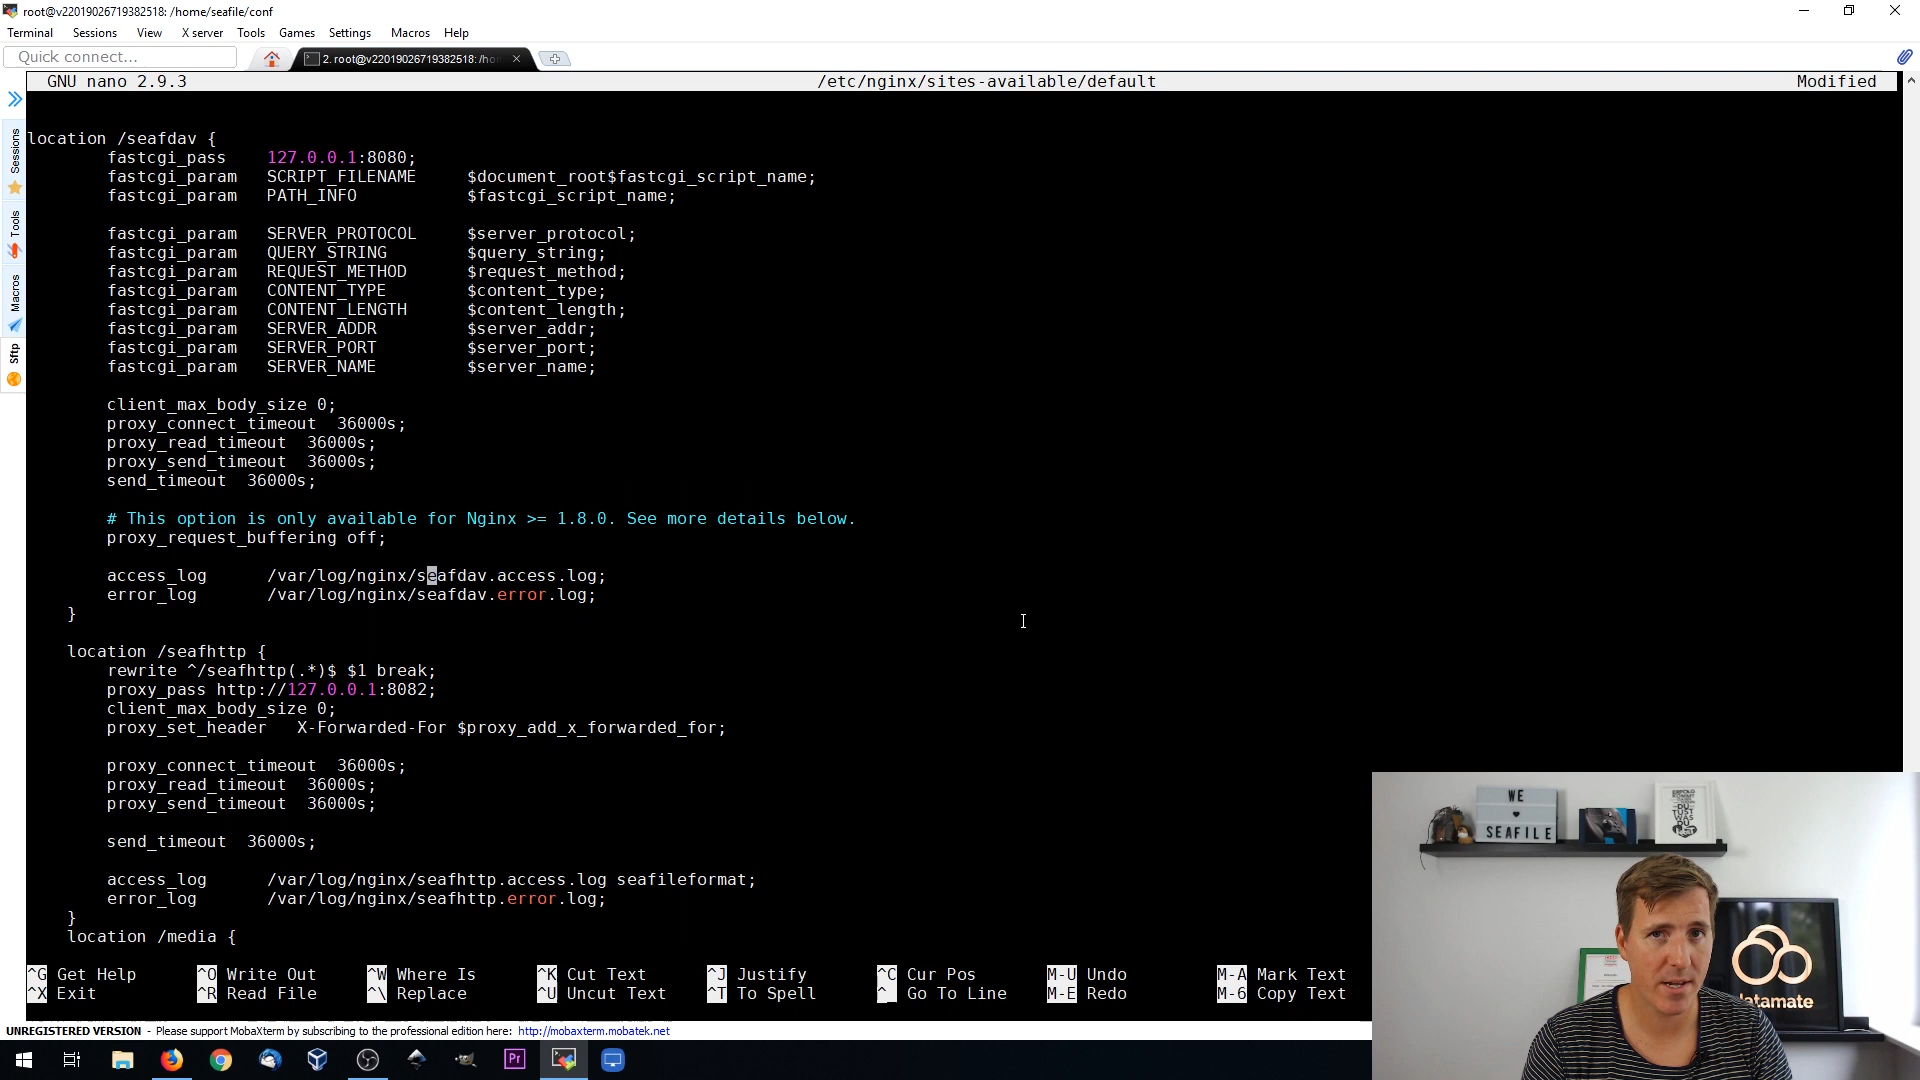 root@v22019026719382518: /home/seafile/conf
Terminal Sessions View X server Tools Games Settings Macros Help
Quick connect...
2. root@v22019026719382518: /ho
GNU nano 2.9.3 /etc/nginx/sites-available/default Modified
Sessions
Tools
Macros
Sftp
location /seafdav {
fastcgi_pass 127.0.0.1:8080;
fastcgi_param SCRIPT_FILENAME $document_root$fastcgi_script_name;
fastcgi_param PATH_INFO $fastcgi_script_name;
fastcgi_param SERVER_PROTOCOL $server_protocol;
fastcgi_param QUERY_STRING $query_string;
fastcgi_param REQUEST_METHOD $request_method;
fastcgi_param CONTENT_TYPE $content_type;
fastcgi_param CONTENT_LENGTH $content_length;
fastcgi_param SERVER_ADDR $server_addr;
fastcgi_param SERVER_PORT $server_port;
fastcgi_param SERVER_NAME $server_name;
client_max_body_size 0;
proxy_connect_timeout 36000s;
proxy_read_timeout 36000s;
proxy_send_timeout 36000s;
send_timeout 36000s;
# This option is only available for Nginx >= 1.8.0. See more details below.
proxy_request_buffering off;
access_log /var/log/nginx/seafdav.access.log;
error_log /var/log/nginx/seafdav.error.log;
}
location /seafhttp {
rewrite ^/seafhttp(.*)$ $1 break;
proxy_pass http://127.0.0.1:8082;
client_max_body_size 0;
proxy_set_header X-Forwarded-For $proxy_add_x_forwarded_for;
proxy_connect_timeout 36000s;
proxy_read_timeout 36000s;
proxy_send_timeout 36000s;
send_timeout 36000s;
access_log /var/log/nginx/seafhttp.access.log seafileformat;
error_log /var/log/nginx/seafhttp.error.log;
}
location /media {
^G Get Help ^O Write Out ^W Where Is ^K Cut Text ^J Justify ^C Cur Pos M-U Undo M-A Mark Text
^X Exit ^R Read File ^\ Replace ^U Uncut Text ^T To Spell ^_ Go To Line M-E Redo M-6 Copy Text
UNREGISTERED VERSION - Please support MobaXterm by subscribing to the professional edition here: http://mobaxterm.mobatek.net
Pr
WE
♥
SEAFILE
ERFOLG
KOMMT
DU
TUST
WAS
DU
datamate